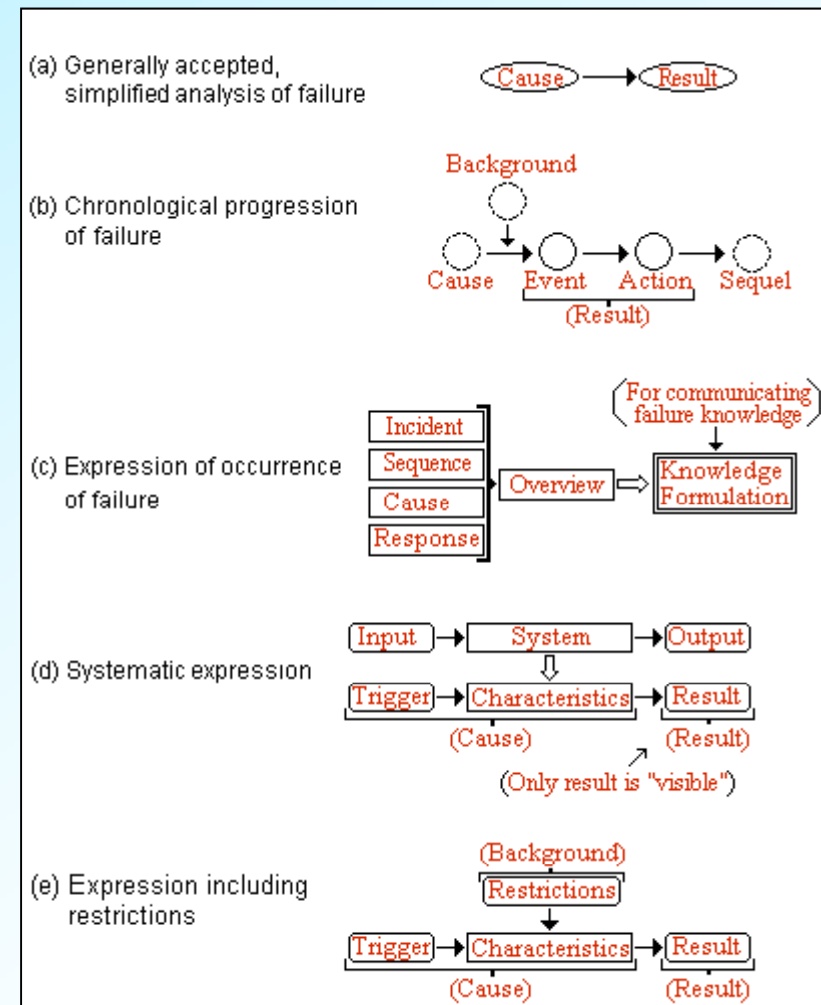 (a) Generally accepted,
simplified analysis of failure
Cause Result
(b) Chronological progression
of failure
Background
Cause Event Action Sequel
(Result)
(c) Expression of occurrence
of failure
Incident
Sequence
Cause
Response
Overview
(For communicating
failure knowledge)
Knowledge
Formulation
(d) Systematic expression
Input System Output
Trigger Characteristics Result
(Cause) (Result)
(Only result is "visible")
(e) Expression including
restrictions
(Background)
Restrictions
Trigger Characteristics Result
(Cause) (Result)